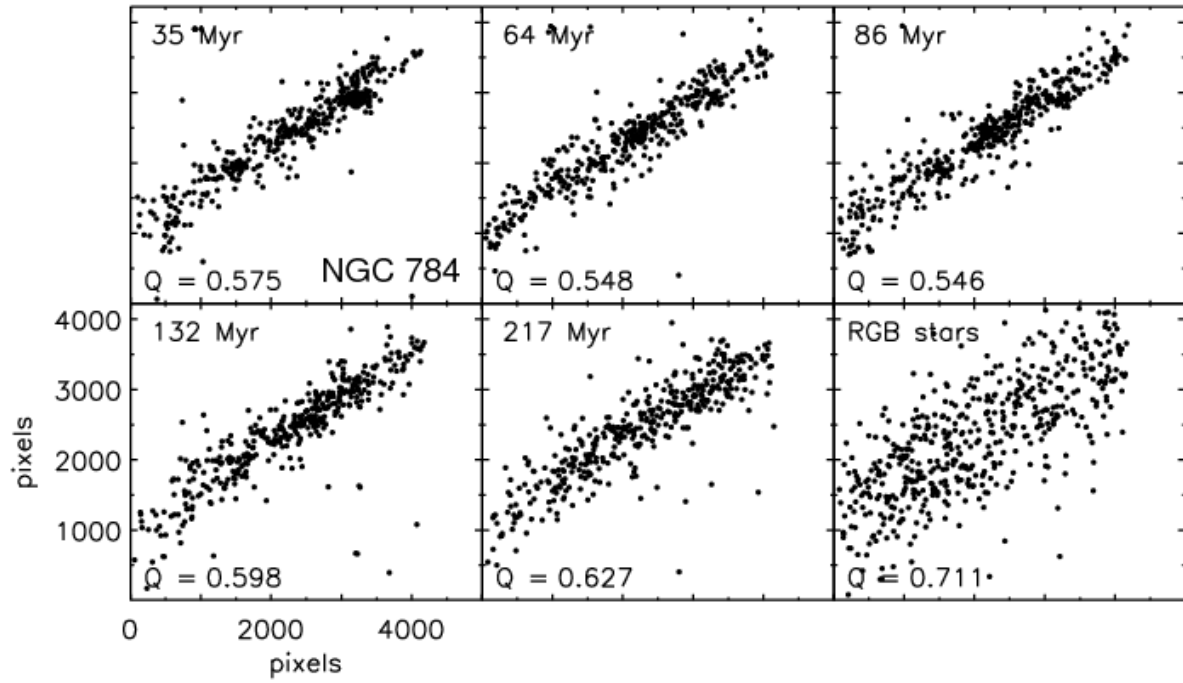 35 Myr
64 Myr
86 Myr
Q = 0.575
NGC 784
Q = 0.548
Q = 0.546
132 Myr
217 Myr
RGB stars
4000
3000
2000
1000
pixels
Q = 0.598
Q = 0.627
Q = 0.711
0
2000
4000
pixels